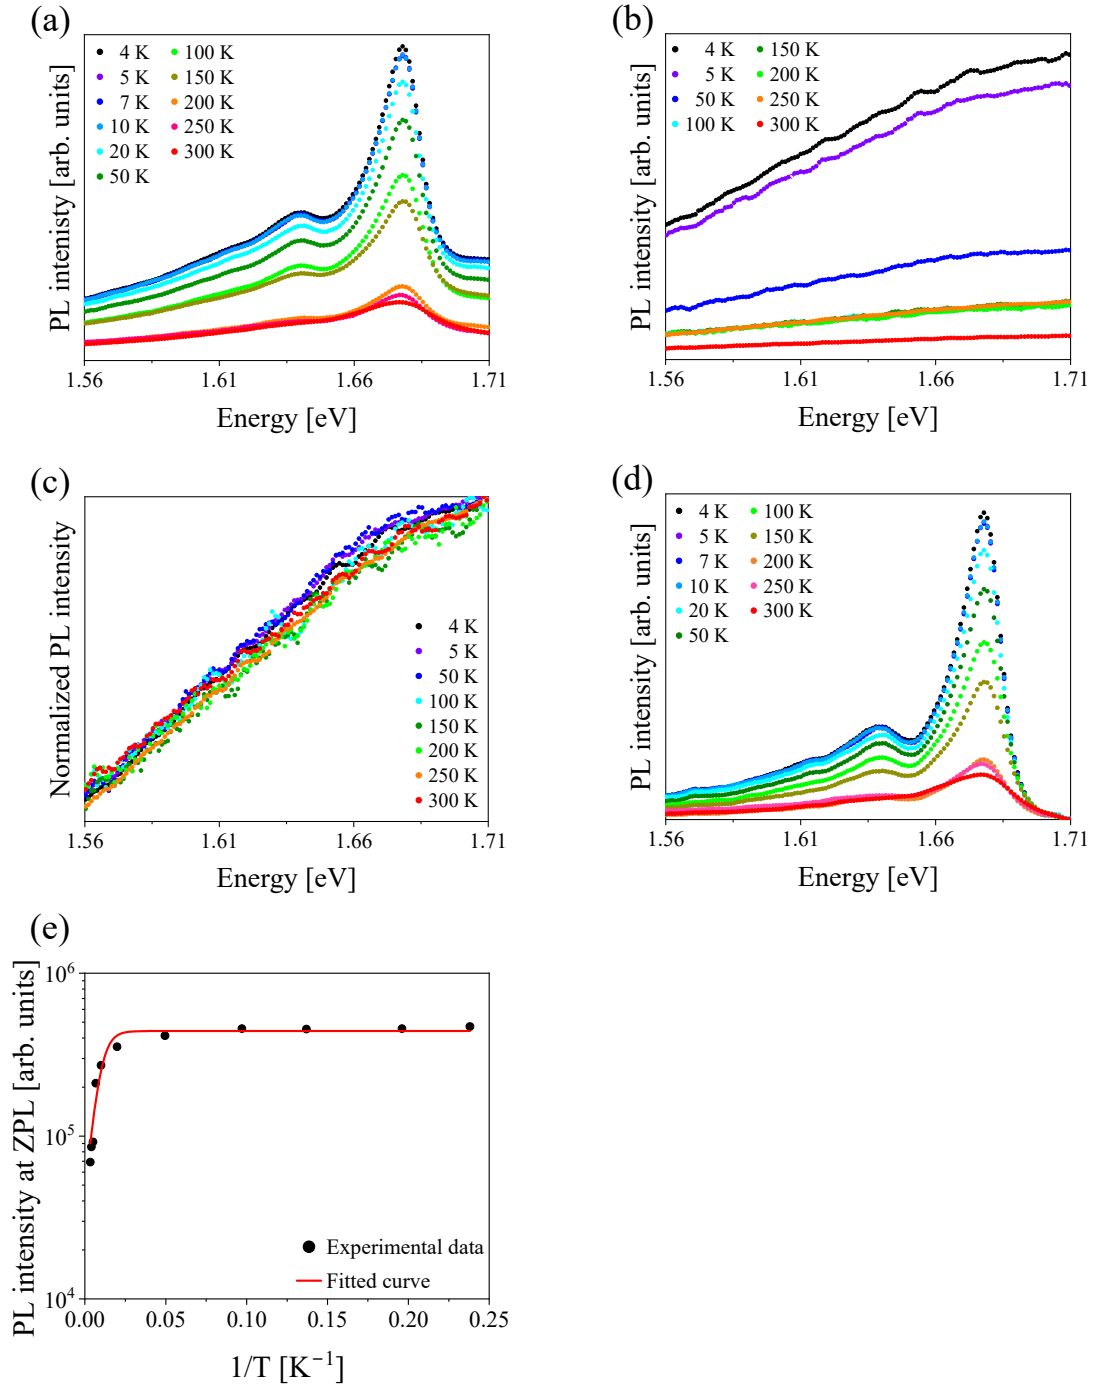 (a)
PL intenisty [arb. units]
4 K
5 K
7 K
10 K
20 K
50 K
100 K
150 K
200 K
250 K
300 K
1.56 1.61 1.66 1.71
Energy [eV]
(b)
PL intensity [arb. units]
4 K
5 K
50 K
100 K
150 K
200 K
250 K
300 K
1.56 1.61 1.66 1.71
Energy [eV]
(c)
Normalized PL intensity
4 K
5 K
50 K
100 K
150 K
200 K
250 K
300 K
1.56 1.61 1.66 1.71
Energy [eV]
(d)
PL intensity [arb. units]
4 K
5 K
7 K
10 K
20 K
50 K
100 K
150 K
200 K
250 K
300 K
1.56 1.61 1.66 1.71
Energy [eV]
(e)
PL intensity at ZPL [arb. units]
10⁶
10⁵
10⁴
Experimental data
Fitted curve
0.00 0.05 0.10 0.15 0.20 0.25
1/T [K⁻¹]